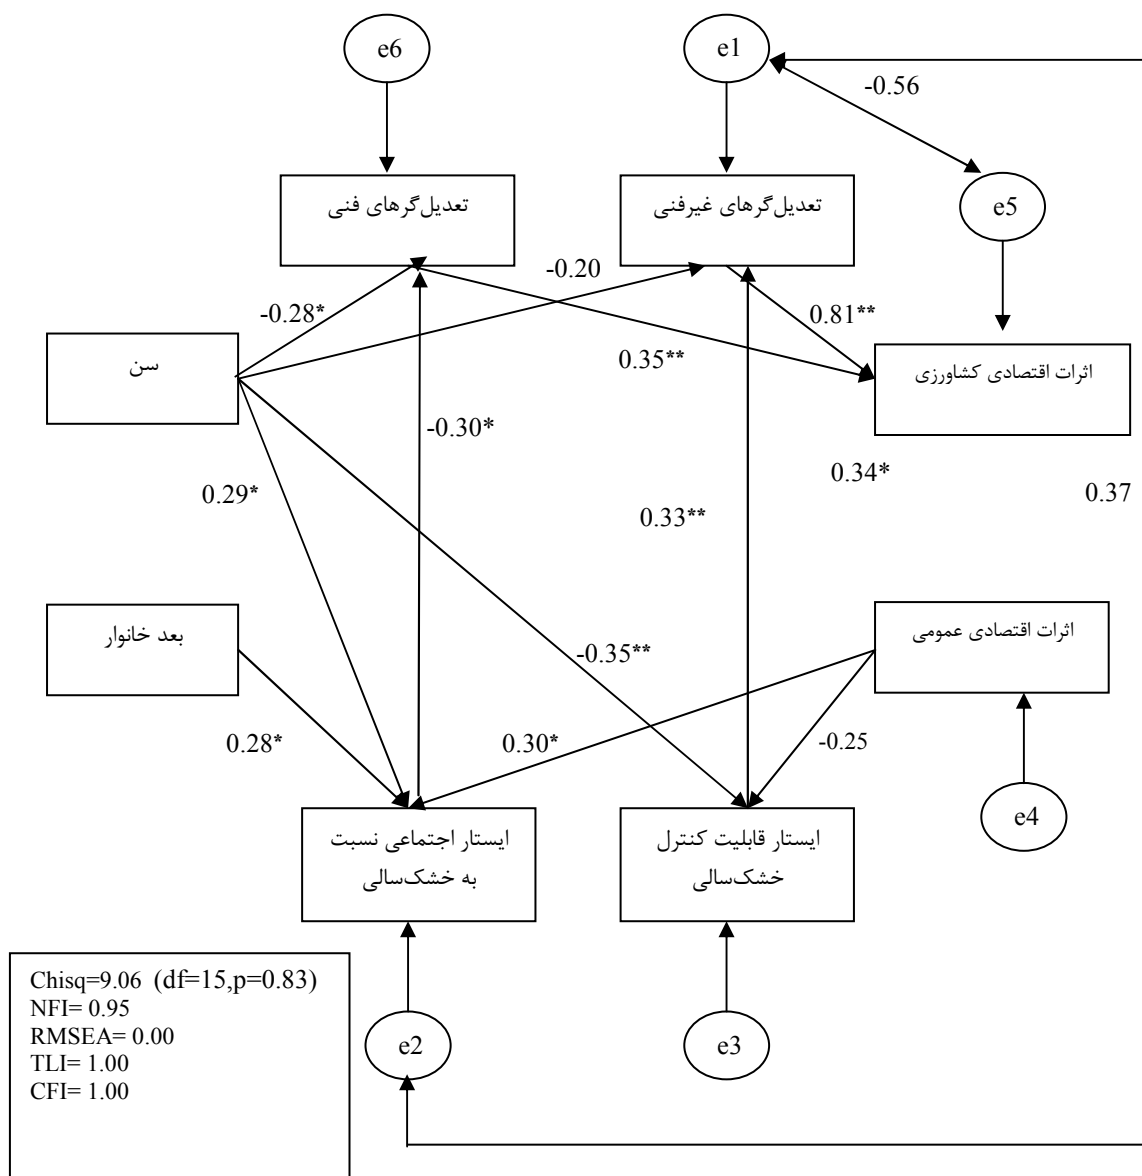 e6
e1
-0.56
e5
تعدیل‌گرهای فنی
تعدیل‌گرهای غیرفنی
-0.20
-0.28*
0.81**
سن
0.35**
اثرات اقتصادی کشاورزی
-0.30*
0.34*
0.37
0.29*
0.33**
بعد خانوار
اثرات اقتصادی عمومی
-0.35**
0.28*
0.30*
-0.25
e4
ایستار اجتماعی نسبت
به خشک‌سالی
ایستار قابلیت کنترل
خشک‌سالی
Chisq=9.06 (df=15,p=0.83)
NFI= 0.95
RMSEA= 0.00
TLI= 1.00
CFI= 1.00
e2
e3